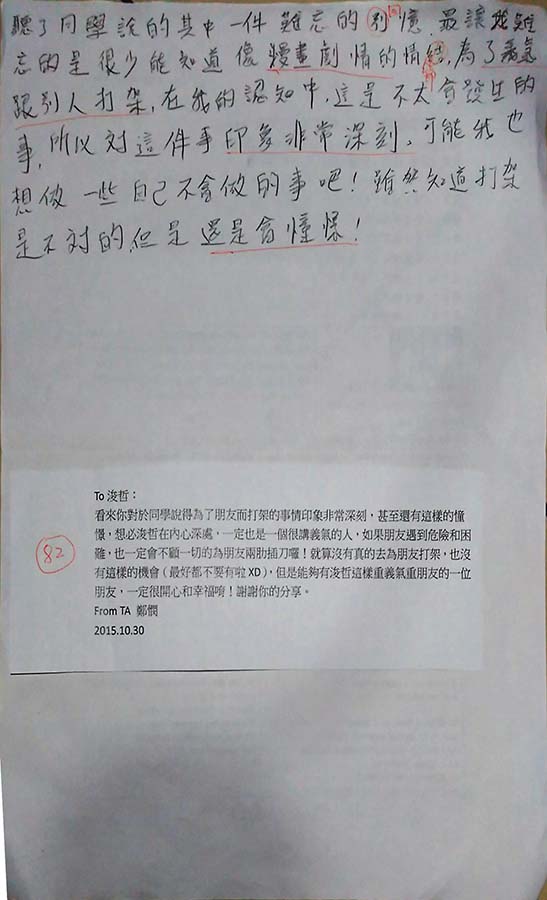 聽了同學說的其中一件難忘的別憶,最讓我難
回
忘的是很少能知道像漫畫劇情的情結,為了義氣
節
跟別人打架,在我的認知中,這是不太會發生的
事,所以対這件事印象非常深刻。可能我也
想做一些自己不會做的事吧!雖然知道打架
是不対的,但是還是會憧憬!
To 浚哲:
看來你對於同學說得為了朋友而打架的事情印象非常深刻,甚至還有這樣的憧
憬,想必浚哲在內心深處,一定也是一個很講義氣的人,如果朋友遇到危險和困
難,也一定會不顧一切的為朋友兩肋插刀囉!就算沒有真的去為朋友打架,也沒
有這樣的機會(最好都不要有啦 XD),但是能夠有浚哲這樣重義氣重朋友的一位
朋友,一定很開心和幸福唷!謝謝你的分享。
From TA 鄭憫
2015.10.30
82